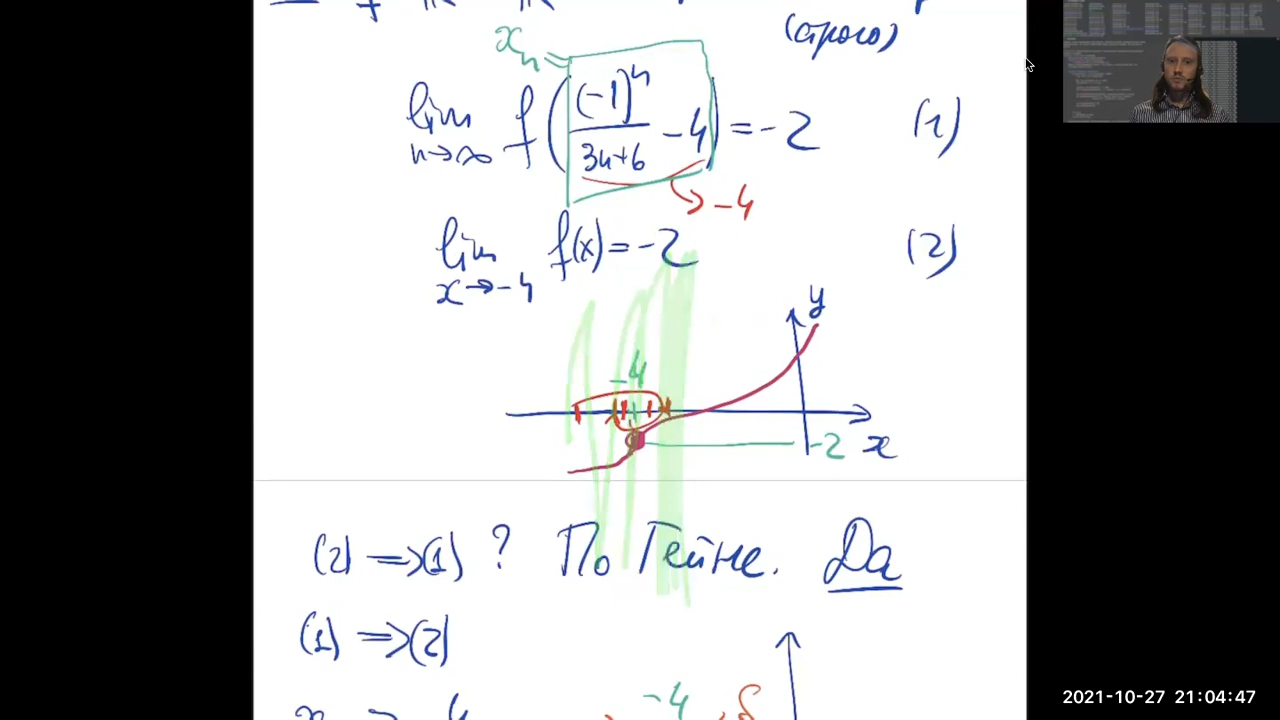 (строго)
xₙ
lim n→∞ f((-1)ⁿ/(3n+6) - 4) = -2 (1)
→ -4
lim x→-4 f(x) = -2 (2)
y
-4
-2 x
(2) ⇒ (1) ? По Гейне. Да
(1) ⇒ (2)
-4 δ
2021-10-27 21:04:47